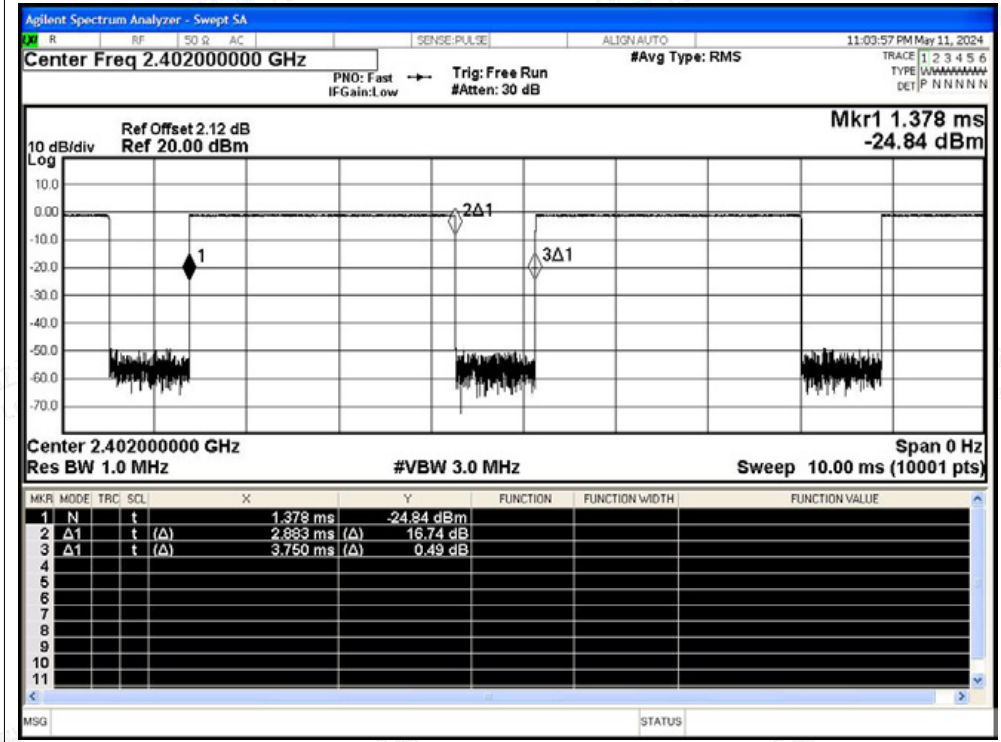 Agilent Spectrum Analyzer - Swept SA
LXI R RF 50 Ω AC SENSE:PULSE ALIGN AUTO 11:03:57 PM May 11, 2024
Center Freq 2.402000000 GHz
PNO: Fast
IFGain:Low
Trig: Free Run
#Atten: 30 dB
#Avg Type: RMS
TRACE 1 2 3 4 5 6
TYPE W
DET P N N N N N
Ref Offset 2.12 dB
10 dB/div Ref 20.00 dBm
Log
Mkr1 1.378 ms
-24.84 dBm
10.0
0.00
-10.0
-20.0
-30.0
-40.0
-50.0
-60.0
-70.0
2Δ1
1
3Δ1
Center 2.402000000 GHz Span 0 Hz
Res BW 1.0 MHz #VBW 3.0 MHz Sweep 10.00 ms (10001 pts)
MKR MODE TRC SCL X Y FUNCTION FUNCTION WIDTH FUNCTION VALUE
1 N t 1.378 ms -24.84 dBm
2 Δ1 t (Δ) 2.883 ms (Δ) 16.74 dB
3 Δ1 t (Δ) 3.750 ms (Δ) 0.49 dB
4
5
6
7
8
9
10
11
MSG STATUS